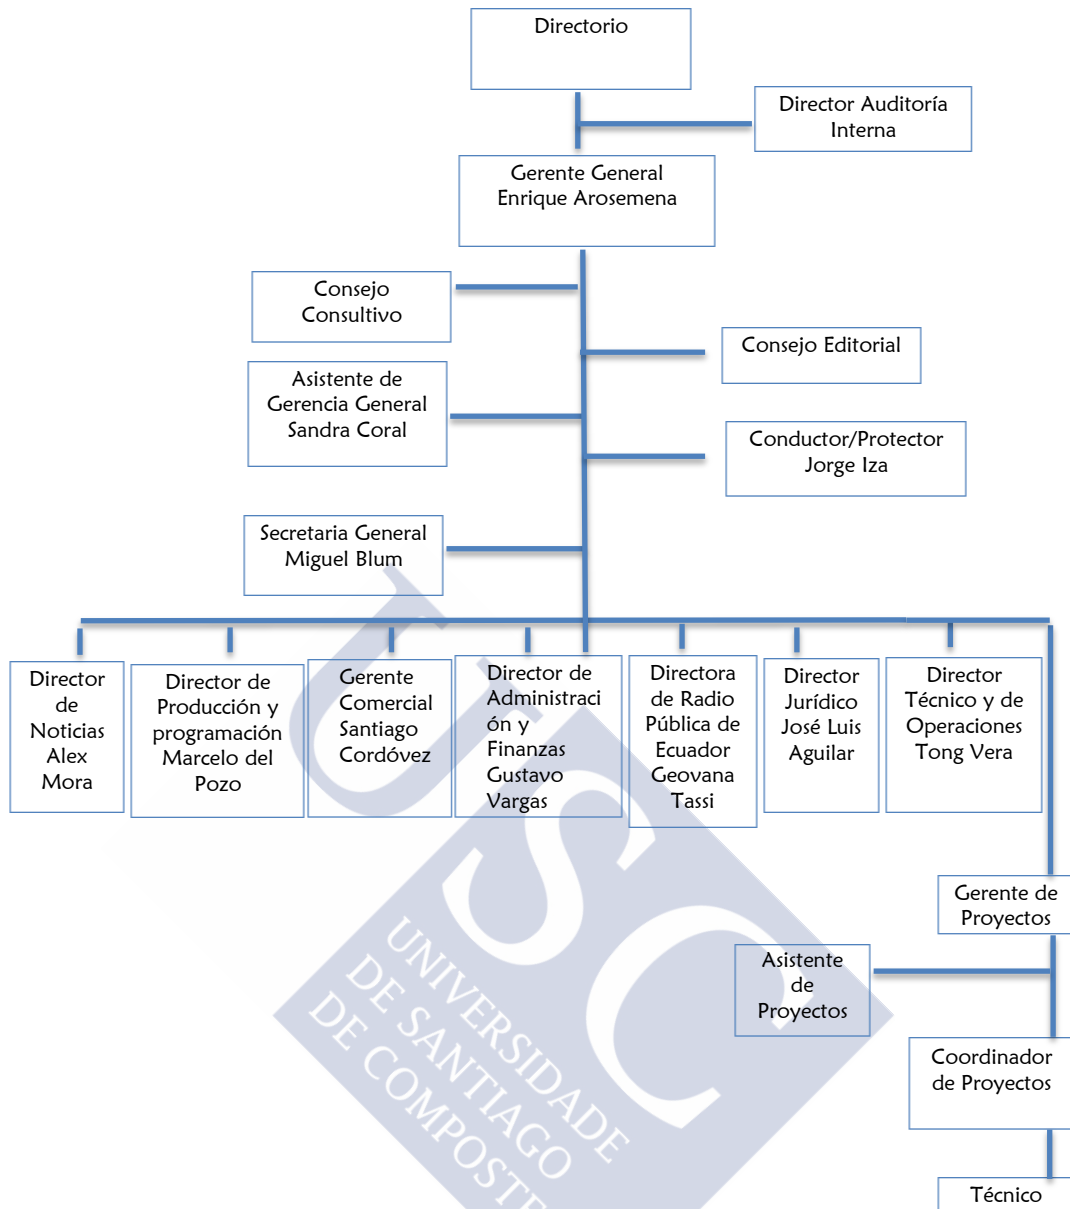 Directorio
Director Auditoría
Interna
Gerente General
Enrique Arosemena
Consejo
Consultivo
Consejo Editorial
Asistente de
Gerencia General
Sandra Coral
Conductor/Protector
Jorge Iza
Secretaria General
Miguel Blum
Director
de
Noticias
Alex
Mora
Director de
Producción y
programación
Marcelo del
Pozo
Gerente
Comercial
Santiago
Cordóvez
Director de
Administraci
ón y
Finanzas
Gustavo
Vargas
Directora
de Radio
Pública de
Ecuador
Geovana
Tassi
Director
Jurídico
José Luis
Aguilar
Director
Técnico y de
Operaciones
Tong Vera
Gerente de
Proyectos
Asistente
de
Proyectos
Coordinador
de Proyectos
Técnico
USC
UNIVERSIDADE
DE SANTIAGO